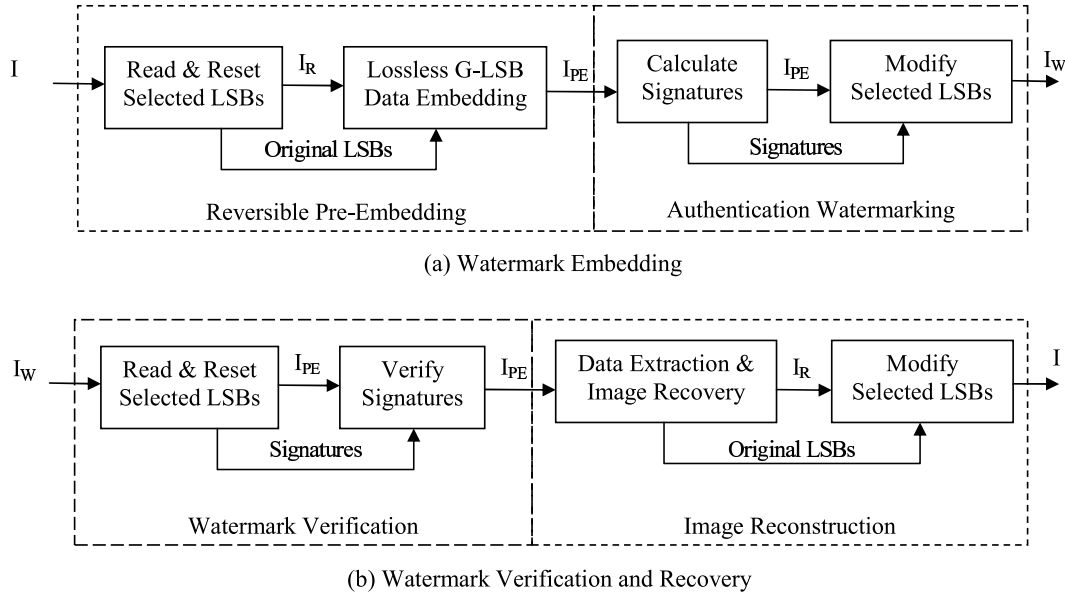 I
Read & Reset
Selected LSBs
I_R
Lossless G-LSB
Data Embedding
I_PE
Calculate
Signatures
I_PE
Modify
Selected LSBs
I_W
Original LSBs
Signatures
Reversible Pre-Embedding
Authentication Watermarking
(a) Watermark Embedding
I_W
Read & Reset
Selected LSBs
I_PE
Verify
Signatures
I_PE
Data Extraction &
Image Recovery
I_R
Modify
Selected LSBs
I
Signatures
Original LSBs
Watermark Verification
Image Reconstruction
(b) Watermark Verification and Recovery